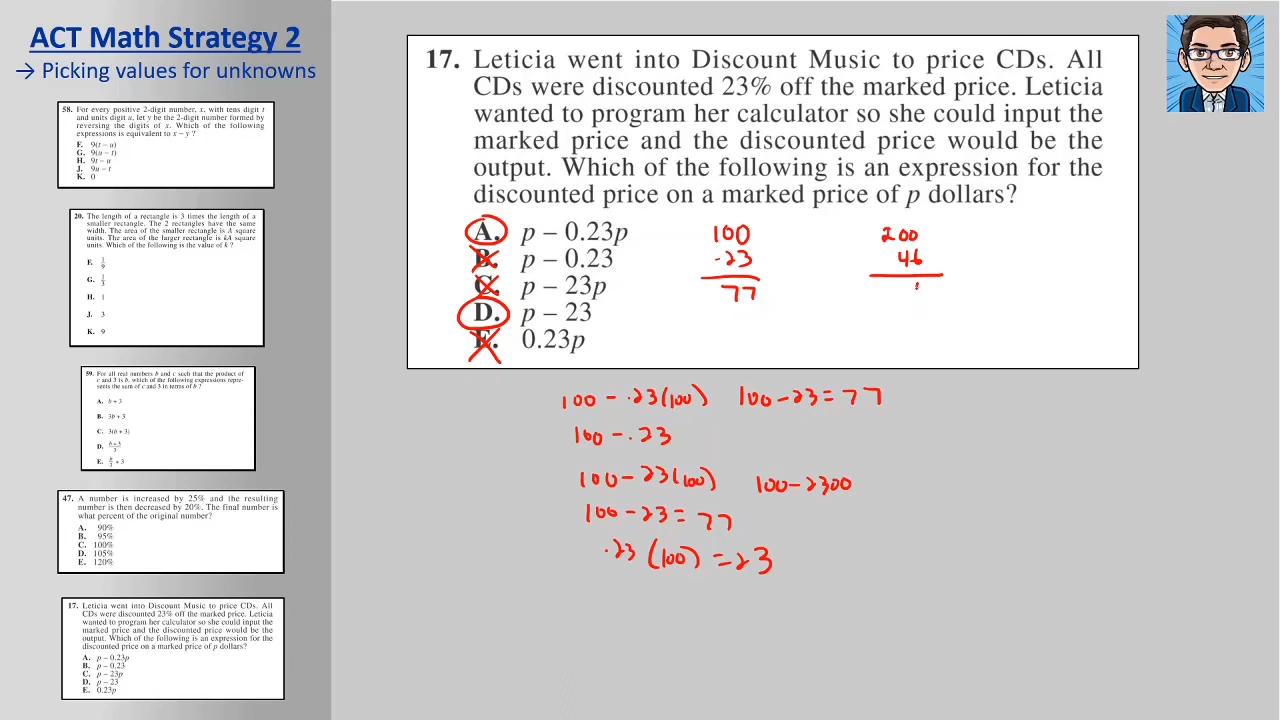 ACT Math Strategy 2
→ Picking values for unknowns
58. For every positive 2-digit number, x, with tens digit t
and units digit u, let y be the 2-digit number formed by
reversing the digits of x. Which of the following
expressions is equivalent to x − y ?
F. 9(t − u)
G. 9(u − t)
H. 9t − u
J. 9u − t
K. 0
20. The length of a rectangle is 3 times the length of a
smaller rectangle. The 2 rectangles have the same
width. The area of the smaller rectangle is A square
units. The area of the larger rectangle is kA square
units. Which of the following is the value of k ?
F. 1/9
G. 1/3
H. 1
J. 3
K. 9
59. For all real numbers b and c such that the product of
c and 3 is b, which of the following expressions repre-
sents the sum of c and 3 in terms of b ?
A. b + 3
B. 3b + 3
C. 3(b + 3)
D. (b + 3)/3
E. b/3 + 3
47. A number is increased by 25% and the resulting
number is then decreased by 20%. The final number is
what percent of the original number?
A. 90%
B. 95%
C. 100%
D. 105%
E. 120%
17. Leticia went into Discount Music to price CDs. All
CDs were discounted 23% off the marked price. Leticia
wanted to program her calculator so she could input the
marked price and the discounted price would be the
output. Which of the following is an expression for the
discounted price on a marked price of p dollars?
A. p − 0.23p
B. p − 0.23
C. p − 23p
D. p − 23
E. 0.23p
17. Leticia went into Discount Music to price CDs. All
CDs were discounted 23% off the marked price. Leticia
wanted to program her calculator so she could input the
marked price and the discounted price would be the
output. Which of the following is an expression for the
discounted price on a marked price of p dollars?
A. p − 0.23p
B. p − 0.23
C. p − 23p
D. p − 23
E. 0.23p
100
-23
77
200
46
100 - .23(100) 100-23=77
100 - .23
100 - 23(100) 100-2300
100 - 23 = 77
.23 (100) = 23